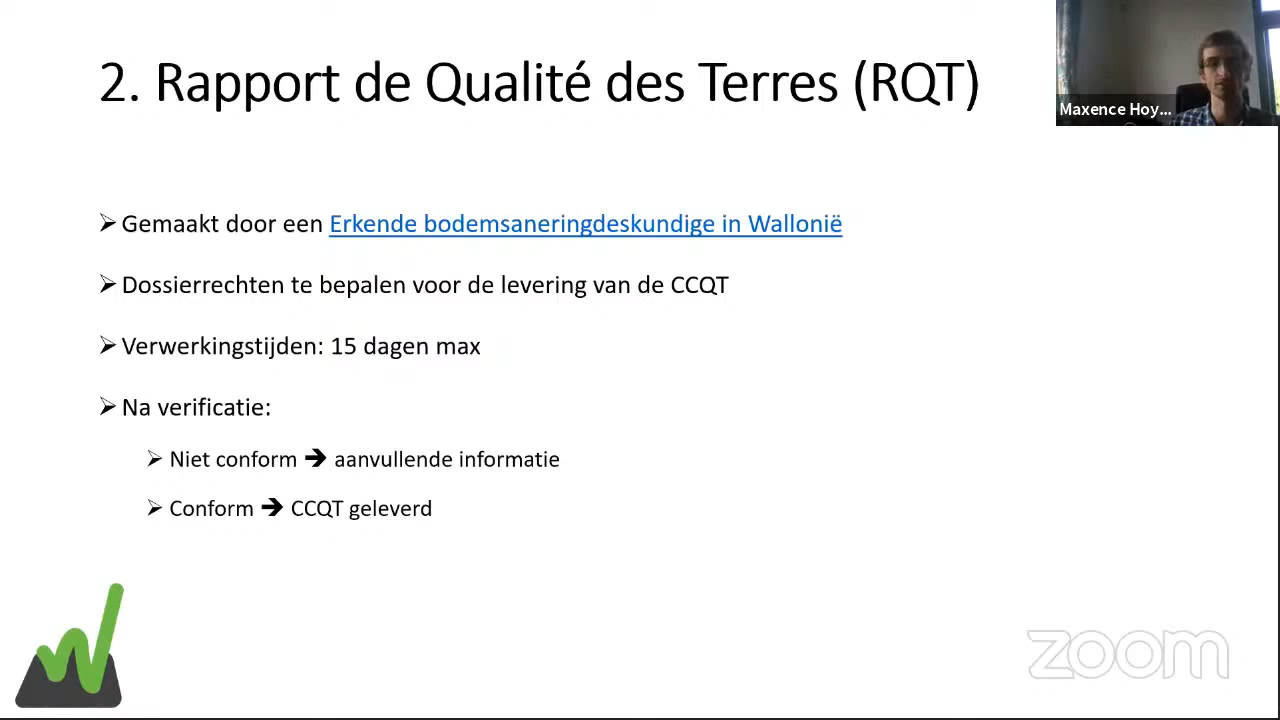 2. Rapport de Qualité des Terres (RQT)
Maxence Hoy...
Gemaakt door een Erkende bodemsaneringdeskundige in Wallonië
Dossierrechten te bepalen voor de levering van de CCQT
Verwerkingstijden: 15 dagen max
Na verificatie:
Niet conform → aanvullende informatie
Conform → CCQT geleverd
zoom